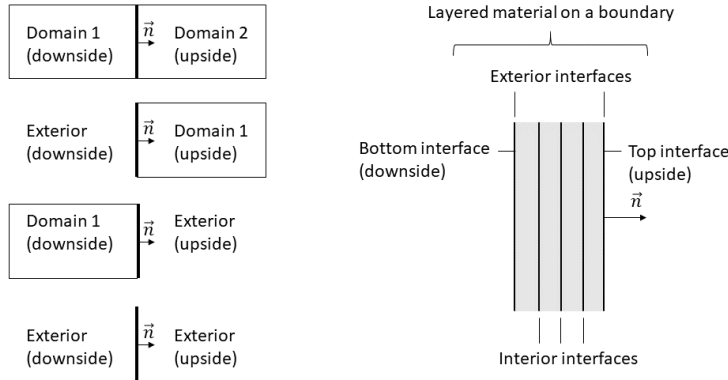 Domain 1
(downside)
n
Domain 2
(upside)
Exterior
(downside)
n
Domain 1
(upside)
Domain 1
(downside)
n
Exterior
(upside)
Exterior
(downside)
n
Exterior
(upside)
Layered material on a boundary
Exterior interfaces
Bottom interface
(downside)
Top interface
(upside)
n
Interior interfaces